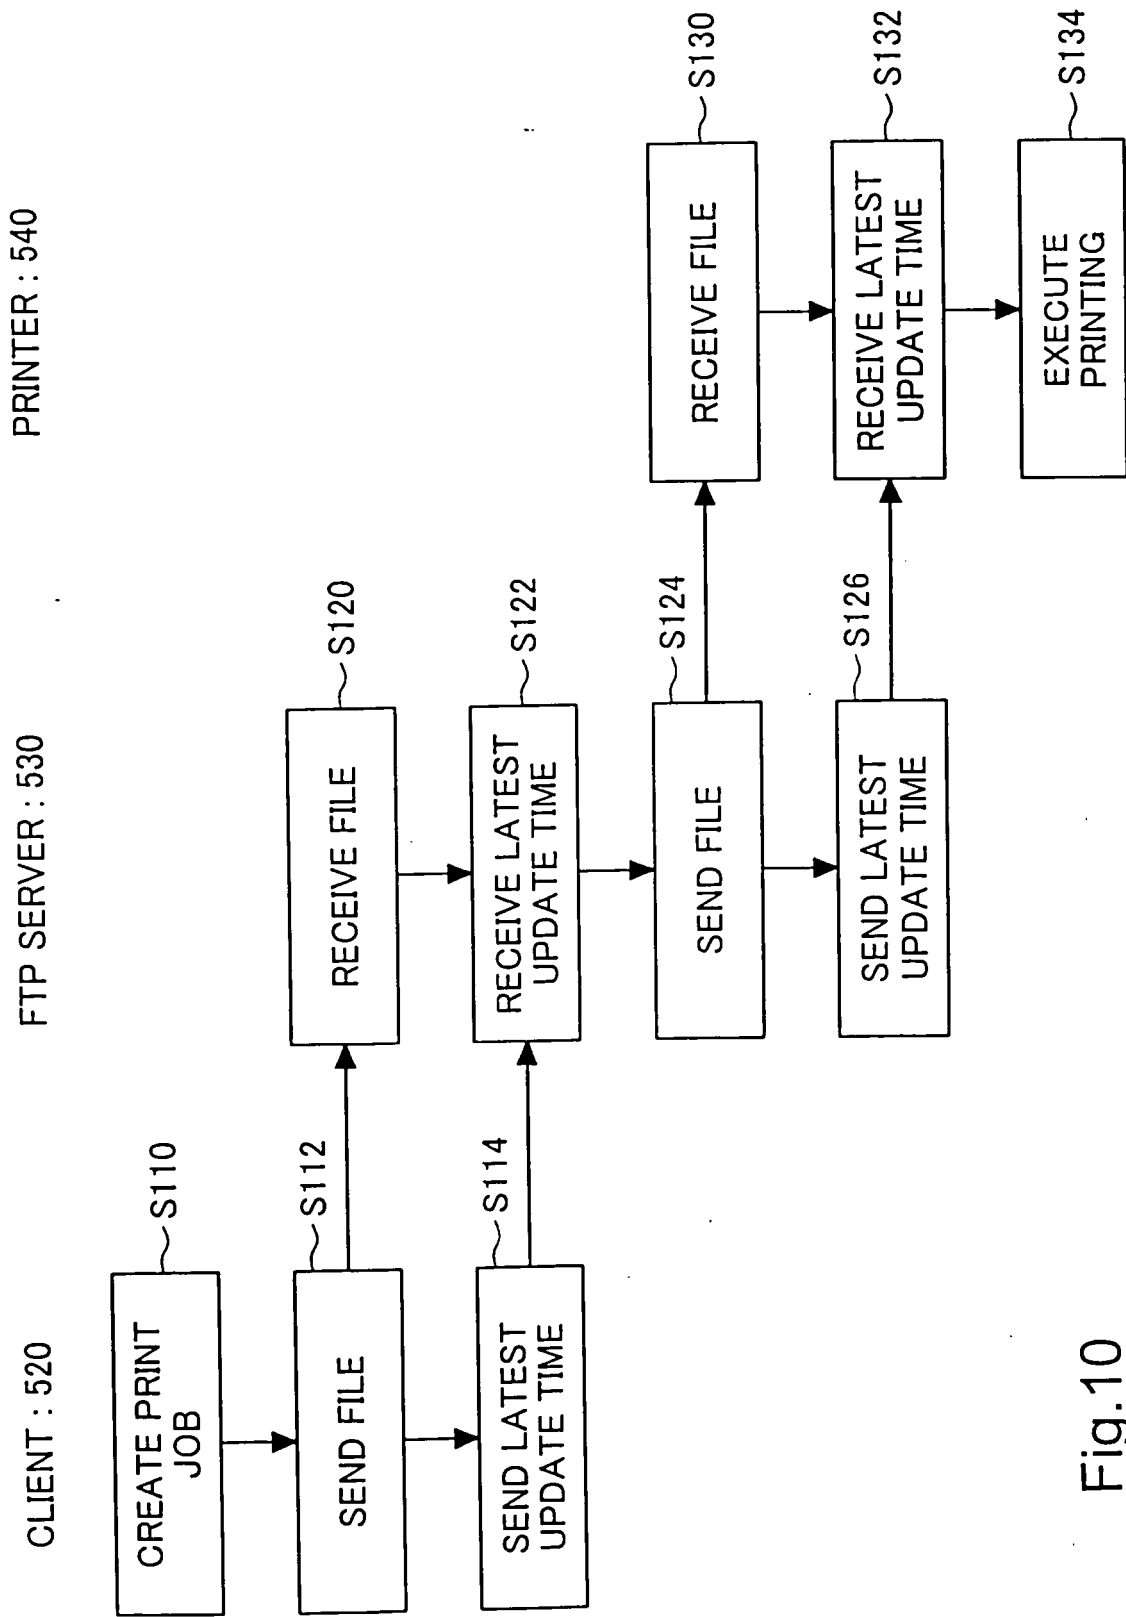 CLIENT : 520
FTP SERVER : 530
PRINTER : 540
CREATE PRINT
JOB
S110
SEND FILE
S112
RECEIVE FILE
S120
SEND LATEST
UPDATE TIME
S114
RECEIVE LATEST
UPDATE TIME
S122
SEND FILE
S124
RECEIVE FILE
S130
SEND LATEST
UPDATE TIME
S126
RECEIVE LATEST
UPDATE TIME
S132
EXECUTE
PRINTING
S134
Fig.10